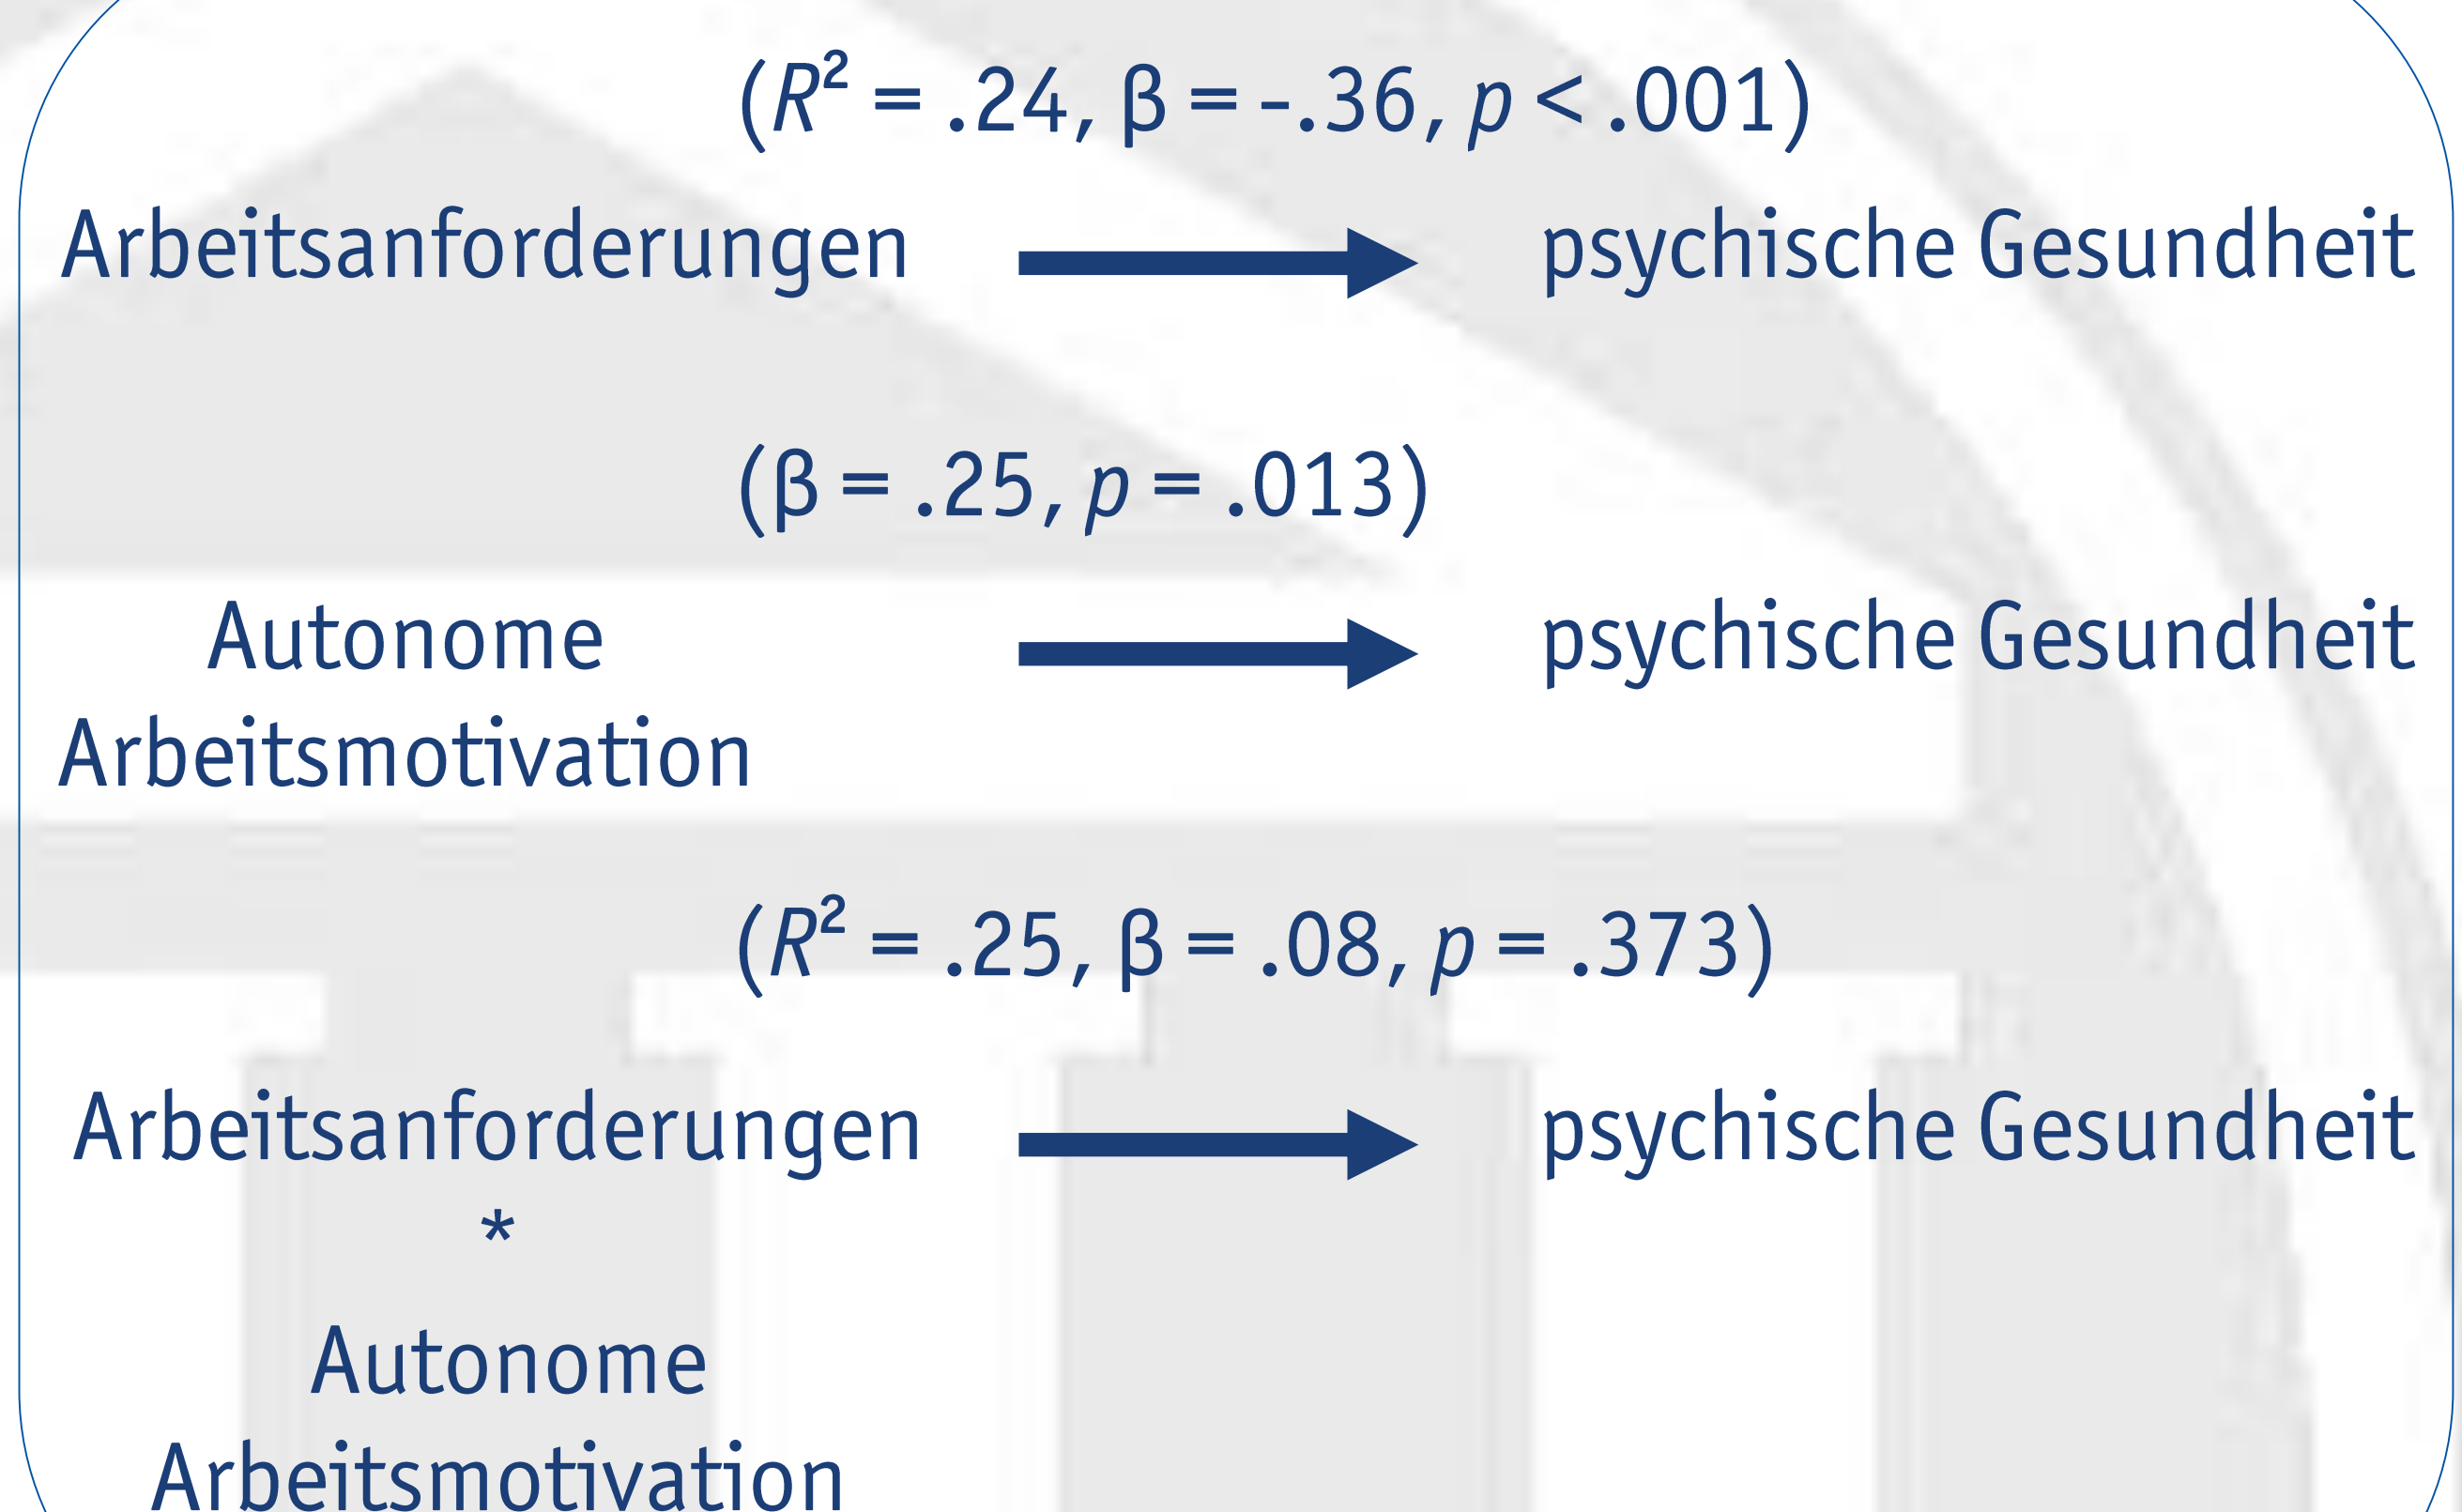 (R² = .24, β = -.36, p < .001)
Arbeitsanforderungen psychische Gesundheit
(β = .25, p = .013)
Autonome psychische Gesundheit
Arbeitsmotivation
(R² = .25, β = .08, p = .373)
Arbeitsanforderungen psychische Gesundheit
*
Autonome
Arbeitsmotivation